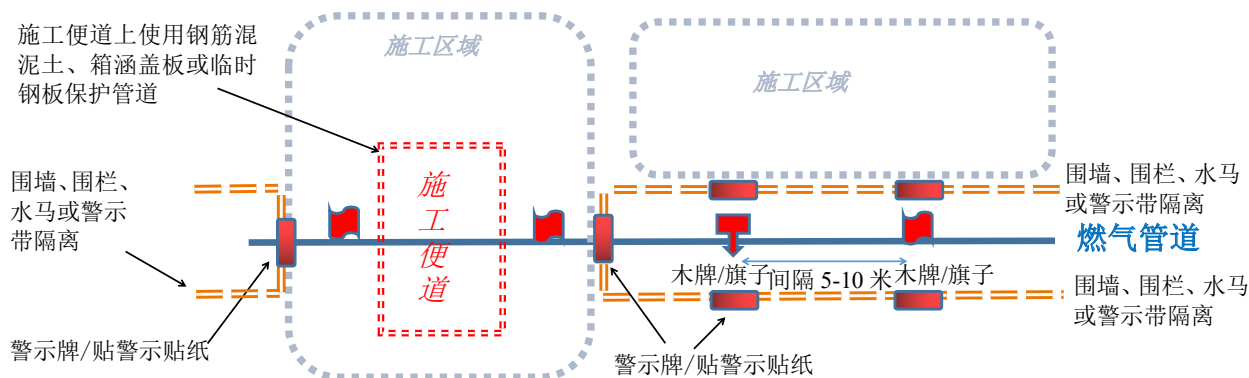 施工便道上使用钢筋混
泥土、箱涵盖板或临时
钢板保护管道
施工区域
施工区域
围墙、围栏、
水马或警示
带隔离
施工便道
围墙、围栏、水马
或警示带隔离
燃气管道
木牌/旗子
间隔 5-10 米
木牌/旗子
围墙、围栏、水马
或警示带隔离
警示牌/贴警示贴纸
警示牌/贴警示贴纸